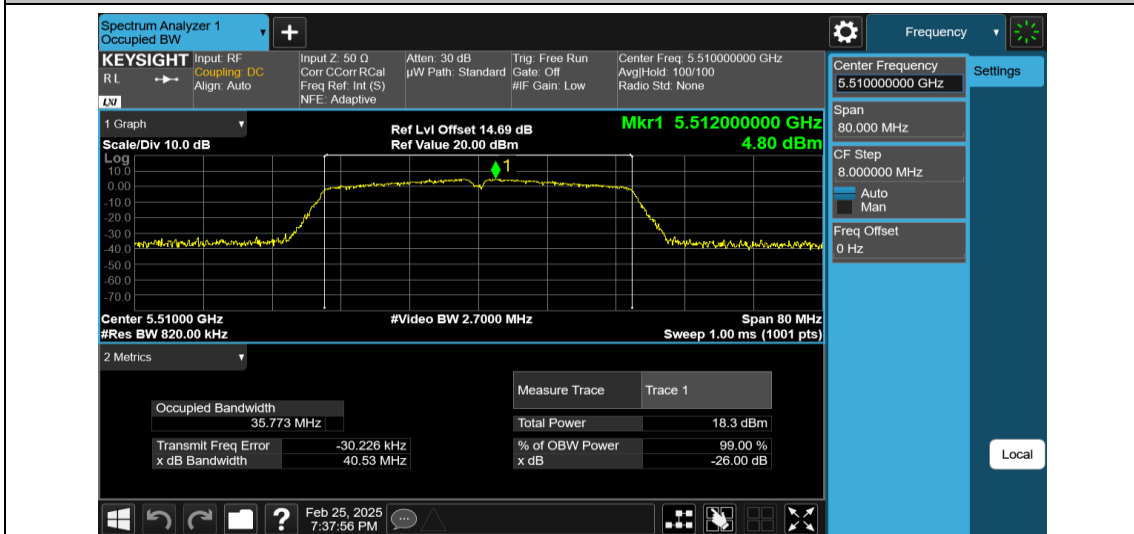 Spectrum Analyzer 1
Occupied BW
Frequency
KEYSIGHT
R L
LXI
Input: RF
Coupling: DC
Align: Auto
Input Z: 50 Ω
Corr CCorr RCal
Freq Ref: Int (S)
NFE: Adaptive
Atten: 30 dB
µW Path: Standard
Trig: Free Run
Gate: Off
#IF Gain: Low
Center Freq: 5.510000000 GHz
Avg|Hold: 100/100
Radio Std: None
Center Frequency
5.510000000 GHz
Settings
Span
80.000 MHz
CF Step
8.000000 MHz
Auto
Man
Freq Offset
0 Hz
1 Graph
Scale/Div 10.0 dB
Ref Lvl Offset 14.69 dB
Ref Value 20.00 dBm
Mkr1 5.512000000 GHz
4.80 dBm
Log
10.0
0.00
-10.0
-20.0
-30.0
-40.0
-50.0
-60.0
-70.0
1
Center 5.51000 GHz
#Res BW 820.00 kHz
#Video BW 2.7000 MHz
Span 80 MHz
Sweep 1.00 ms (1001 pts)
2 Metrics
Occupied Bandwidth
35.773 MHz
Transmit Freq Error -30.226 kHz
x dB Bandwidth 40.53 MHz
Measure Trace Trace 1
Total Power 18.3 dBm
% of OBW Power 99.00 %
x dB -26.00 dB
Local
?
Feb 25, 2025
7:37:56 PM